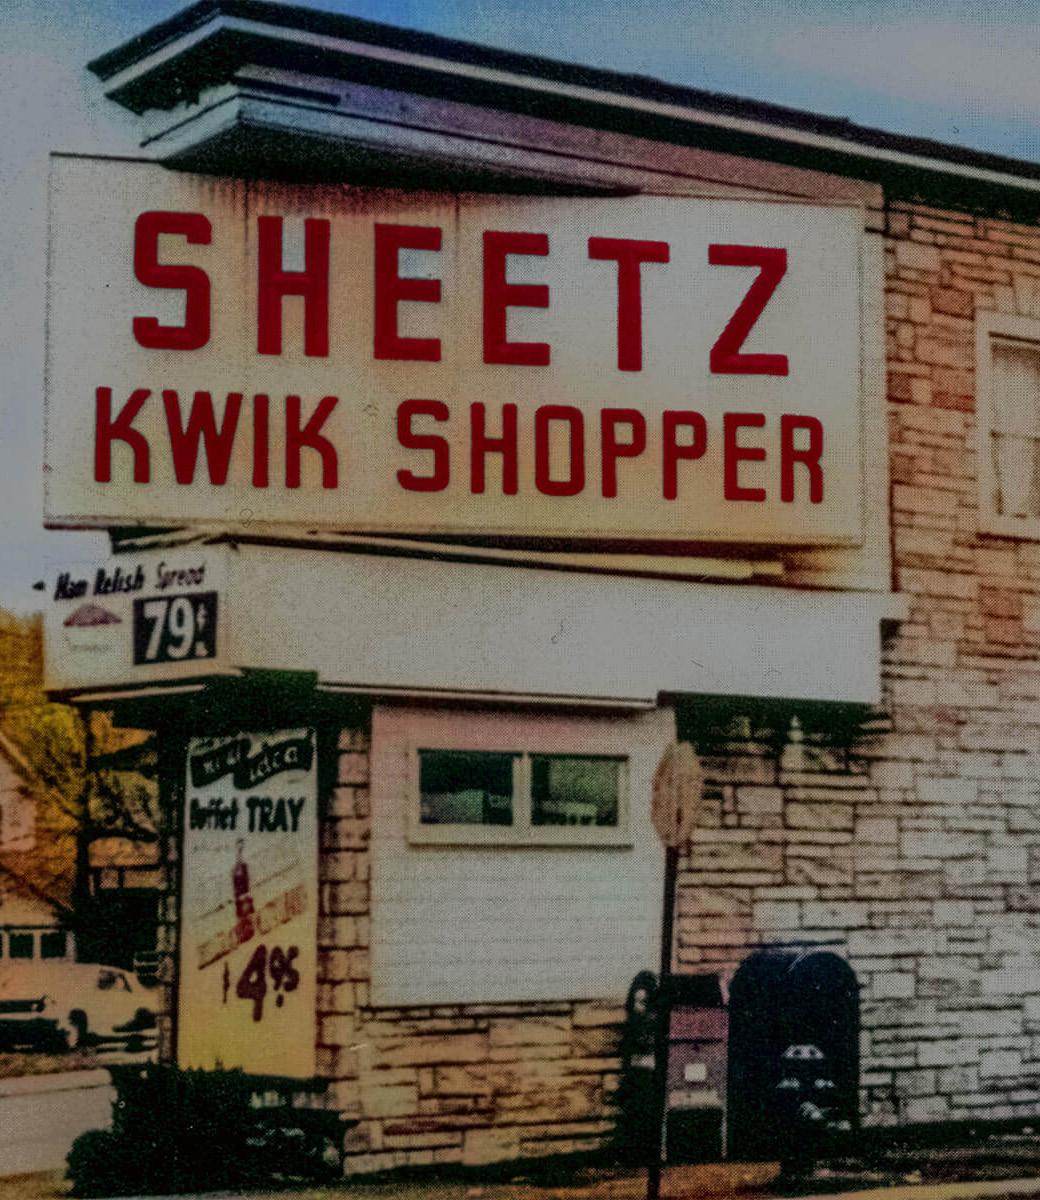 SHEETZ
KWIK SHOPPER
Ham Relish Spread
79¢
Buffet TRAY
$4.95